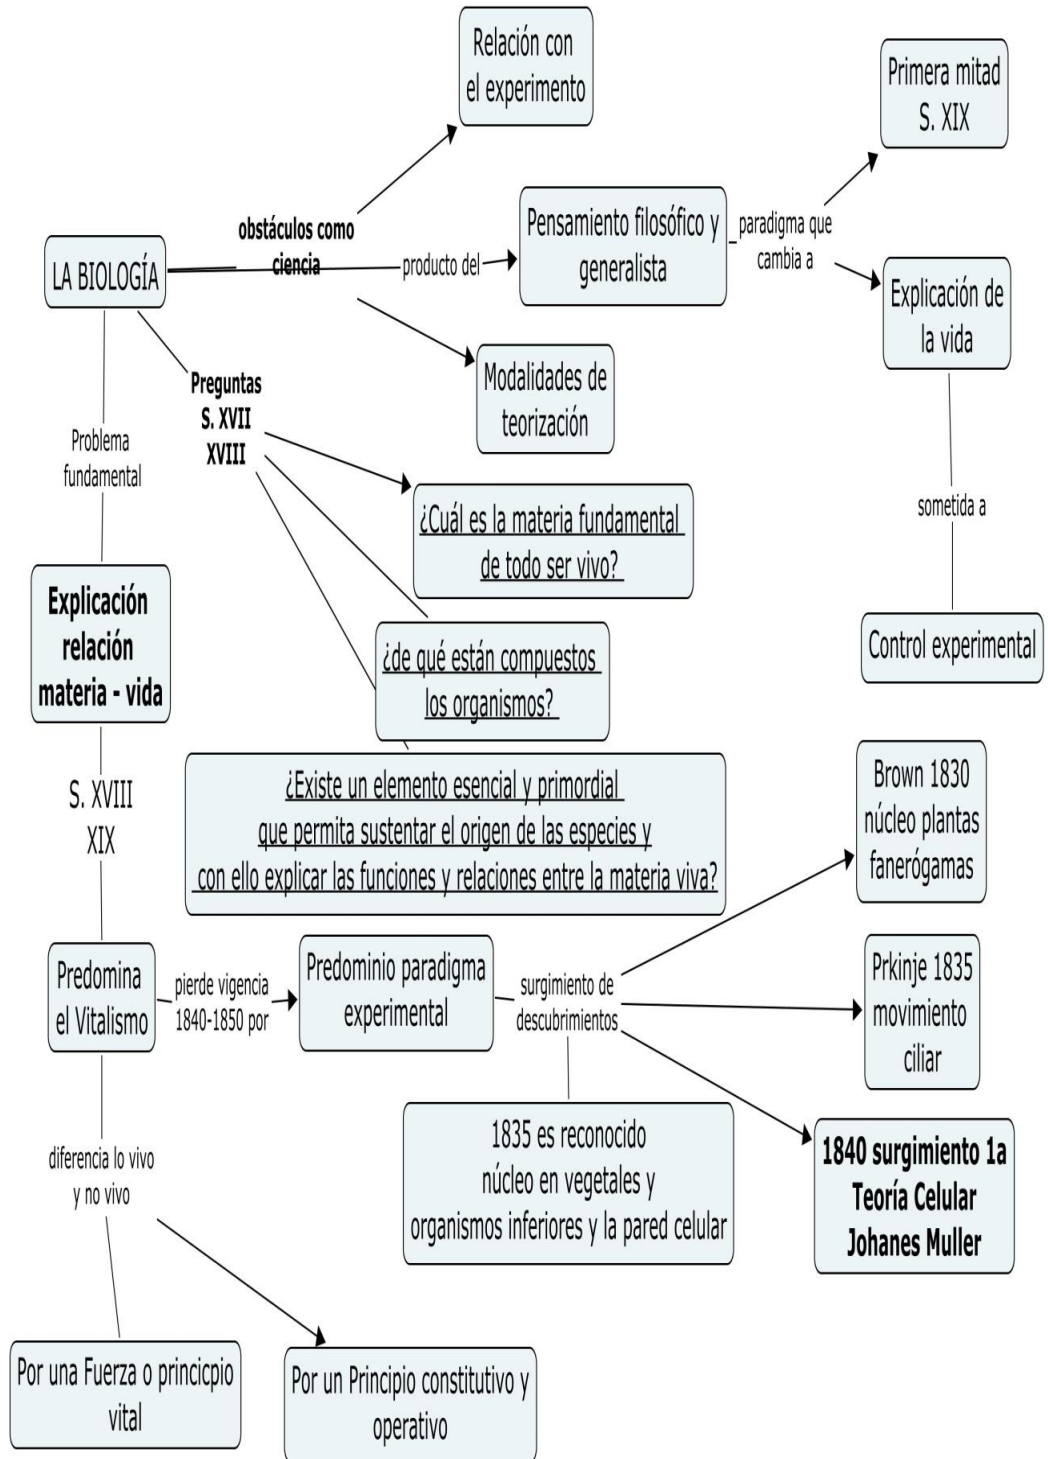 Relación con
el experimento
Primera mitad
S. XIX
obstáculos como
ciencia
LA BIOLOGÍA
producto del
Pensamiento filosófico y
generalista
paradigma que
cambia a
Explicación de
la vida
Modalidades de
teorización
Preguntas
S. XVII
XVIII
Problema
fundamental
¿Cuál es la materia fundamental
de todo ser vivo?
sometida a
Explicación
relación
materia - vida
¿de qué están compuestos
los organismos?
Control experimental
S. XVIII
XIX
¿Existe un elemento esencial y primordial
que permita sustentar el origen de las especies y
con ello explicar las funciones y relaciones entre la materia viva?
Brown 1830
núcleo plantas
fanerógamas
Predomina
el Vitalismo
pierde vigencia
1840-1850 por
Predominio paradigma
experimental
surgimiento de
descubrimientos
Prkinje 1835
movimiento
ciliar
1835 es reconocido
núcleo en vegetales y
organismos inferiores y la pared celular
1840 surgimiento 1a
Teoría Celular
Johanes Muller
diferencia lo vivo
y no vivo
Por una Fuerza o princicpio
vital
Por un Principio constitutivo y
operativo